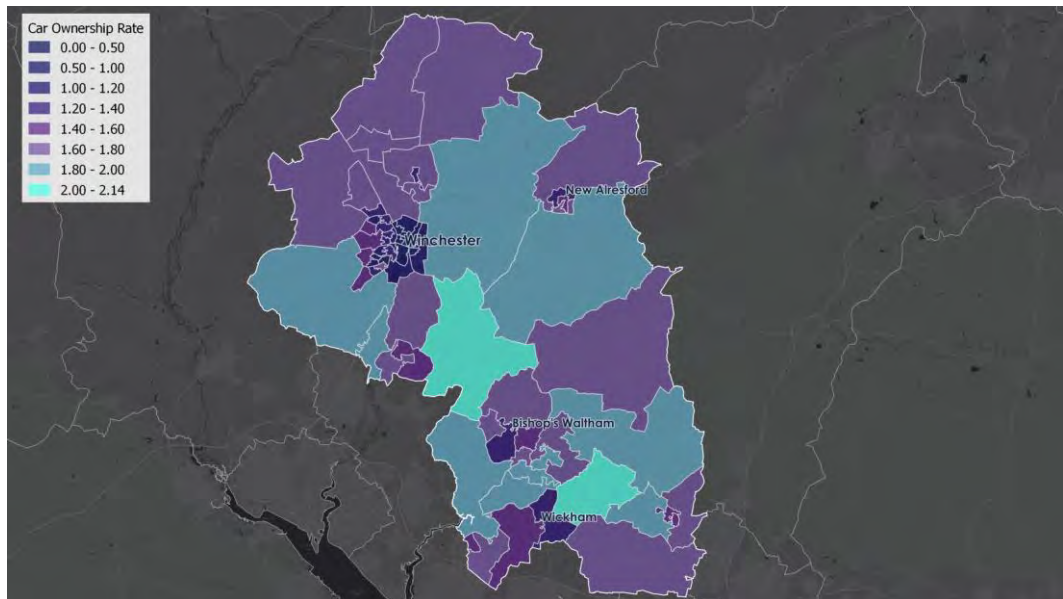 Car Ownership Rate
0.00 - 0.50
0.50 - 1.00
1.00 - 1.20
1.20 - 1.40
1.40 - 1.60
1.60 - 1.80
1.80 - 2.00
2.00 - 2.14
New Alresford
Winchester
Bishop's Waltham
Wickham